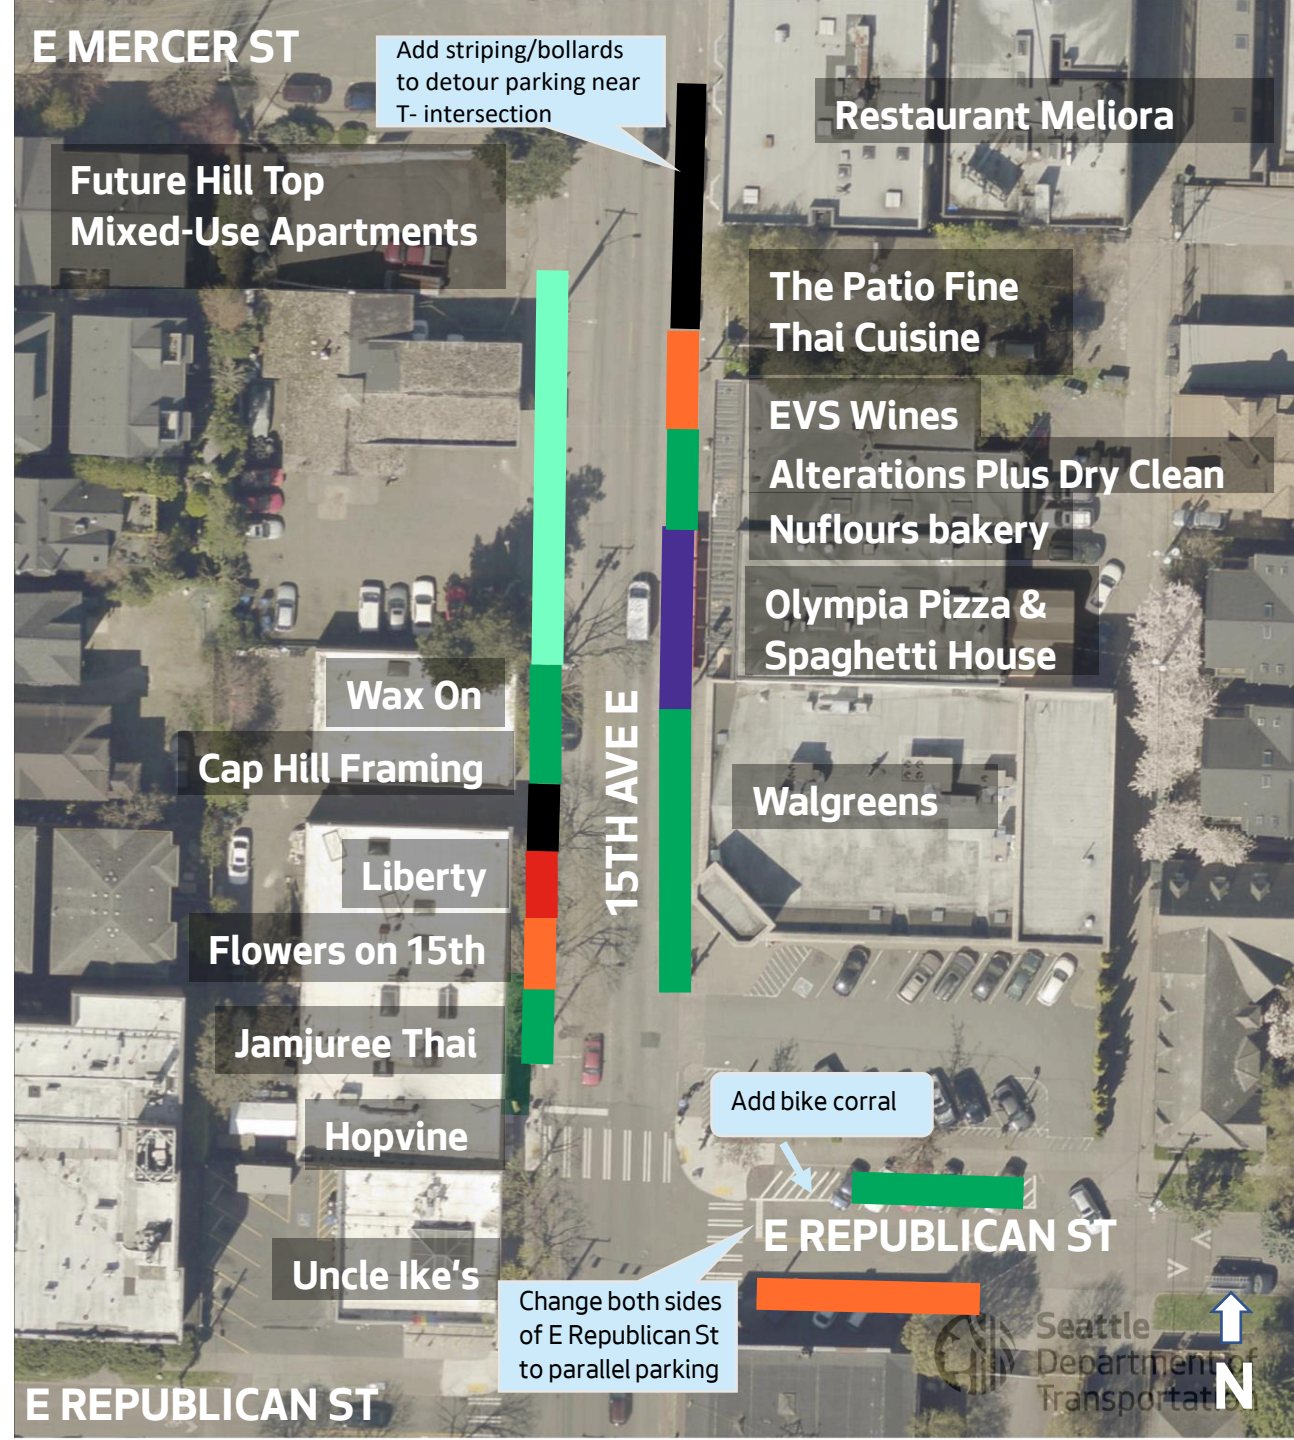 E MERCER ST
Add striping/bollards
to detour parking near
T- intersection
Restaurant Meliora
Future Hill Top
Mixed-Use Apartments
The Patio Fine
Thai Cuisine
EVS Wines
Alterations Plus Dry Clean
Nuflours bakery
Olympia Pizza &
Spaghetti House
Wax On
Cap Hill Framing
15TH AVE E
Walgreens
Liberty
Flowers on 15th
Jamjuree Thai
Add bike corral
Hopvine
E REPUBLICAN ST
Uncle Ike's
Change both sides
of E Republican St
to parallel parking
Seattle
Department of
Transportation
N
E REPUBLICAN ST